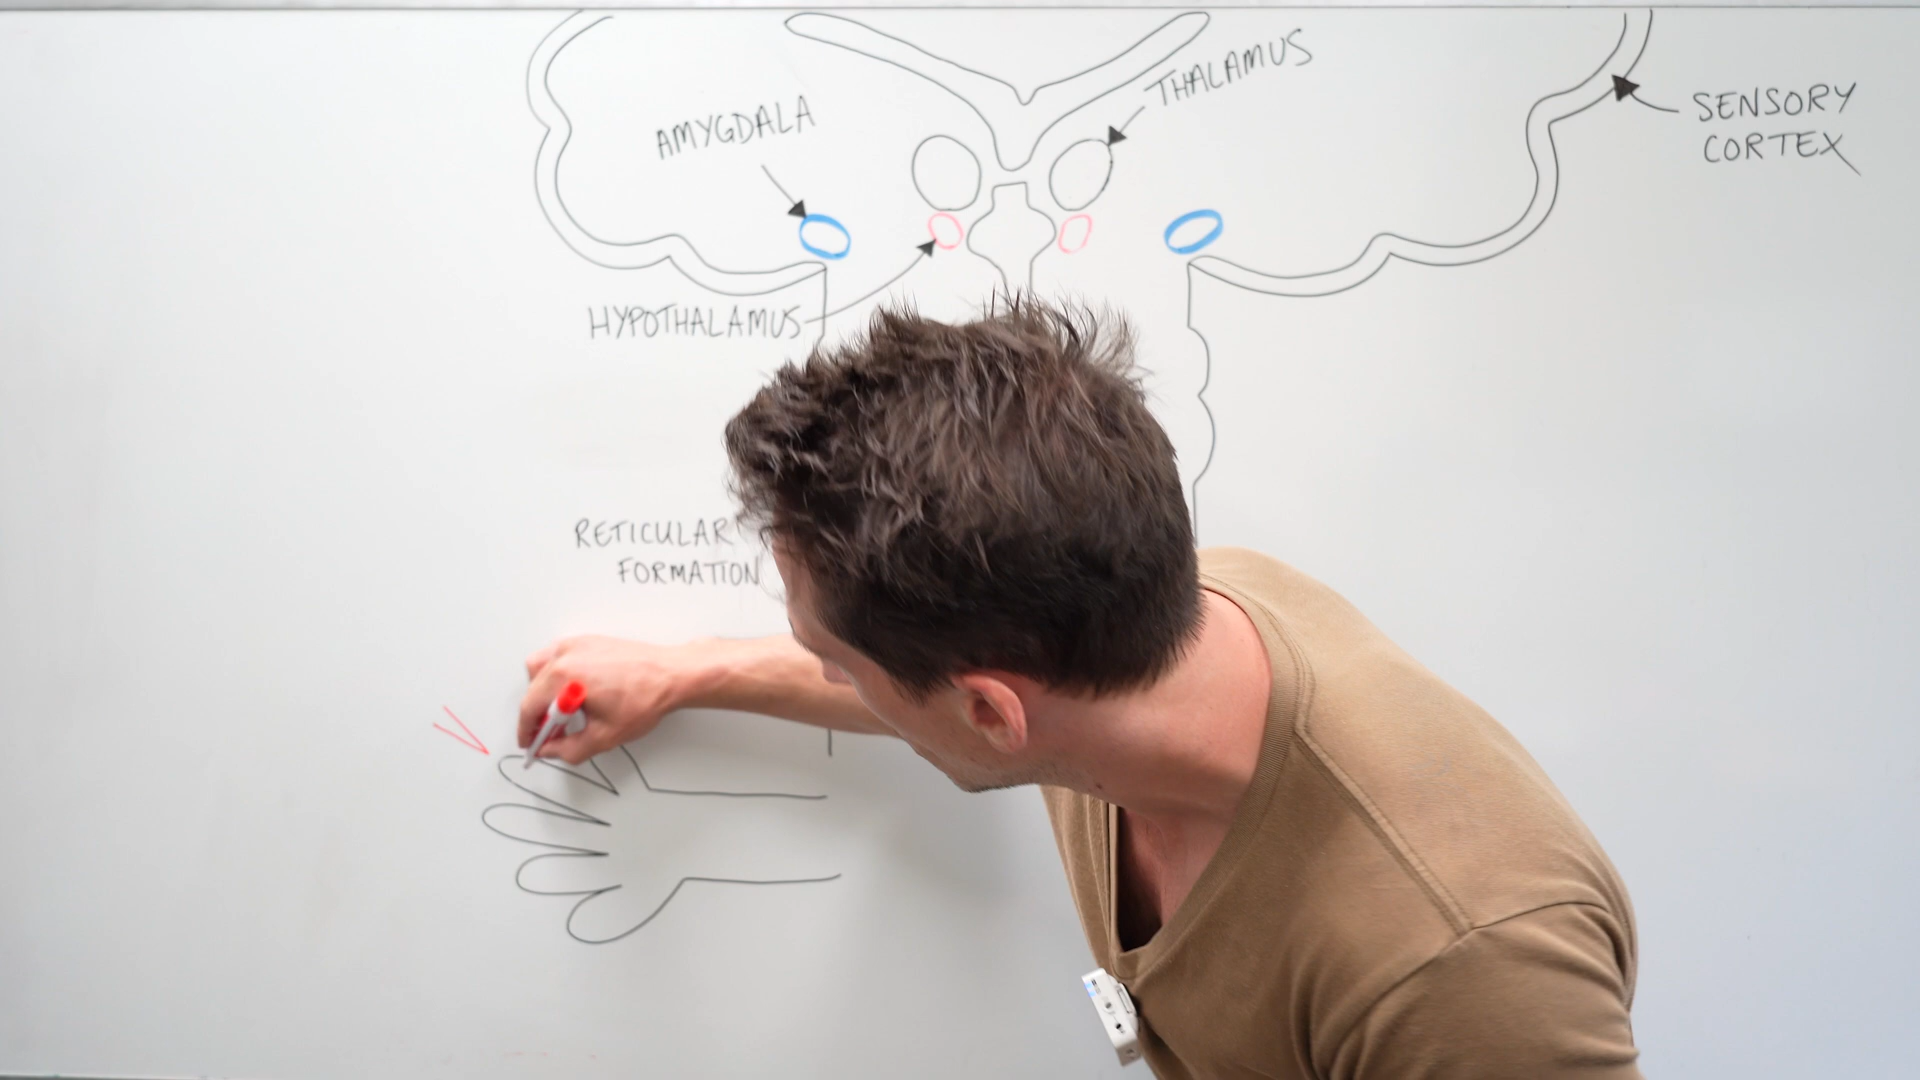 THALAMUS
SENSORY
CORTEX
AMYGDALA
HYPOTHALAMUS
RETICULAR
FORMATION